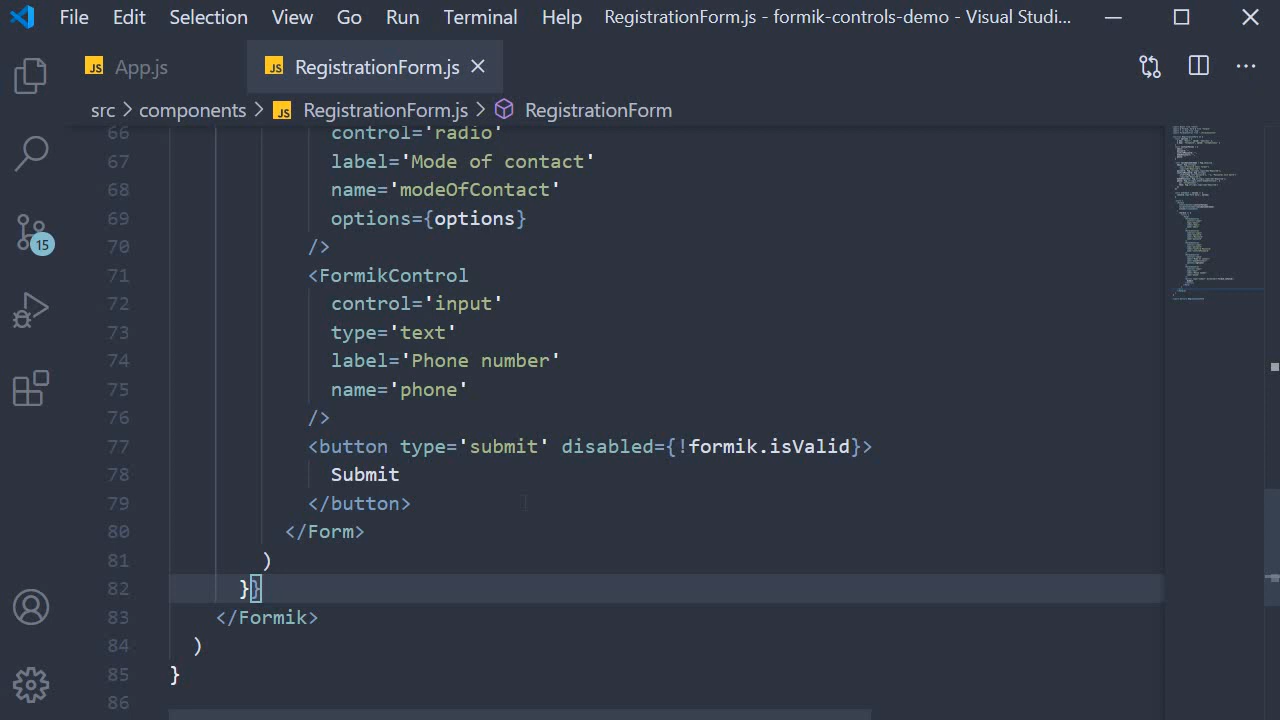 File Edit Selection View Go Run Terminal Help RegistrationForm.js - formik-controls-demo - Visual Studi...
JS App.js JS RegistrationForm.js
src > components > JS RegistrationForm.js > RegistrationForm
66 control='radio'
67 label='Mode of contact'
68 name='modeOfContact'
69 options={options}
70 />
71 <FormikControl
72 control='input'
73 type='text'
74 label='Phone number'
75 name='phone'
76 />
77 <button type='submit' disabled={!formik.isValid}>
78 Submit
79 </button>
80 </Form>
81 )
82 }}
83 </Formik>
84 )
85 }
86
15